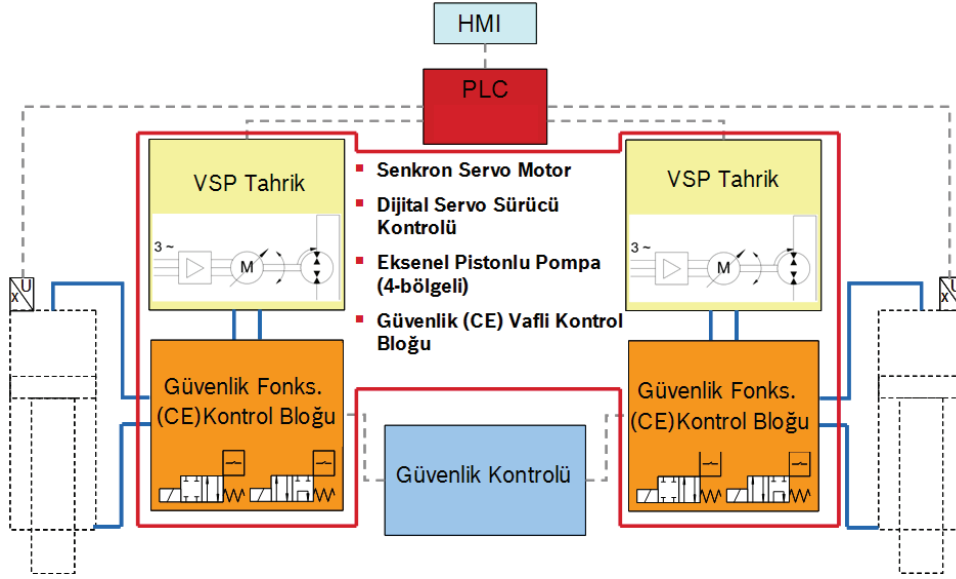 HMI
PLC
VSP Tahrik
3 ~
M
Senkron Servo Motor
Dijital Servo Sürücü
Kontrolü
Eksenel Pistonlu Pompa
(4-bölgeli)
Güvenlik (CE) Vafli Kontrol
Bloğu
VSP Tahrik
3 ~
M
U
x
U
x
Güvenlik Fonks.
(CE)Kontrol Bloğu
Güvenlik Kontrolü
Güvenlik Fonks.
(CE)Kontrol Bloğu